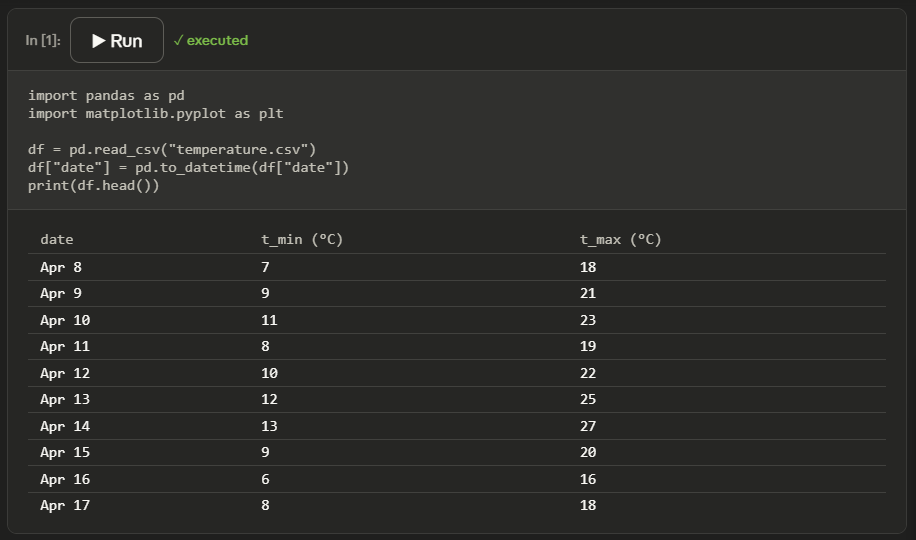 In [1]: ▶ Run ✓ executed
import pandas as pd
import matplotlib.pyplot as plt
df = pd.read_csv("temperature.csv")
df["date"] = pd.to_datetime(df["date"])
print(df.head())
date t_min (°C) t_max (°C)
Apr 8 7 18
Apr 9 9 21
Apr 10 11 23
Apr 11 8 19
Apr 12 10 22
Apr 13 12 25
Apr 14 13 27
Apr 15 9 20
Apr 16 6 16
Apr 17 8 18